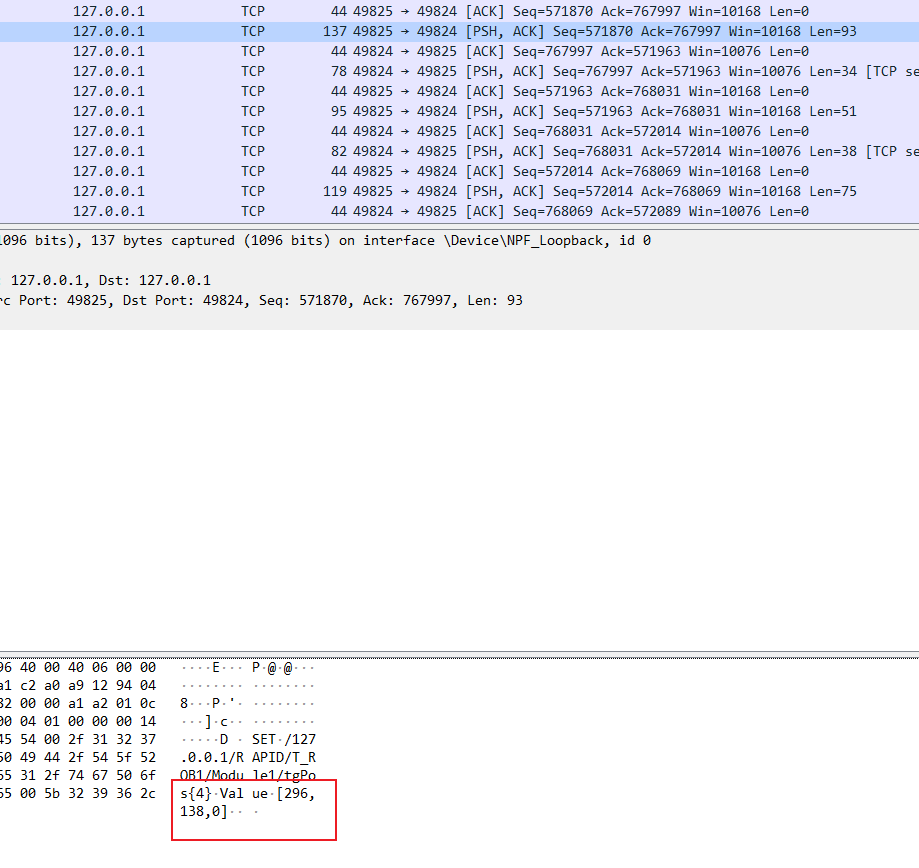 127.0.0.1 TCP 44 49825 → 49824 [ACK] Seq=571870 Ack=767997 Win=10168 Len=0
127.0.0.1 TCP 137 49825 → 49824 [PSH, ACK] Seq=571870 Ack=767997 Win=10168 Len=93
127.0.0.1 TCP 44 49824 → 49825 [ACK] Seq=767997 Ack=571963 Win=10076 Len=0
127.0.0.1 TCP 78 49824 → 49825 [PSH, ACK] Seq=767997 Ack=571963 Win=10076 Len=34 [TCP se
127.0.0.1 TCP 44 49825 → 49824 [ACK] Seq=571963 Ack=768031 Win=10168 Len=0
127.0.0.1 TCP 95 49825 → 49824 [PSH, ACK] Seq=571963 Ack=768031 Win=10168 Len=51
127.0.0.1 TCP 44 49824 → 49825 [ACK] Seq=768031 Ack=572014 Win=10076 Len=0
127.0.0.1 TCP 82 49824 → 49825 [PSH, ACK] Seq=768031 Ack=572014 Win=10076 Len=38 [TCP se
127.0.0.1 TCP 44 49825 → 49824 [ACK] Seq=572014 Ack=768069 Win=10168 Len=0
127.0.0.1 TCP 119 49825 → 49824 [PSH, ACK] Seq=572014 Ack=768069 Win=10168 Len=75
127.0.0.1 TCP 44 49824 → 49825 [ACK] Seq=768069 Ack=572089 Win=10076 Len=0
1096 bits), 137 bytes captured (1096 bits) on interface \Device\NPF_Loopback, id 0
: 127.0.0.1, Dst: 127.0.0.1
rc Port: 49825, Dst Port: 49824, Seq: 571870, Ack: 767997, Len: 93
96 40 00 40 06 00 00 ····E··· P·@·@···
a1 c2 a0 a9 12 94 04 ········ ········
82 00 00 a1 a2 01 0c 8···P·'· ········
00 04 01 00 00 00 14 ···]·c·· ········
45 54 00 2f 31 32 37 ·····D · SET·/127
50 49 44 2f 54 5f 52 .0.0.1/R APID/T_R
65 31 2f 74 67 50 6f OB1/Modu le1/tgPo
65 00 5b 32 39 36 2c s{4}·Val ue·[296,
138,0]·· ·